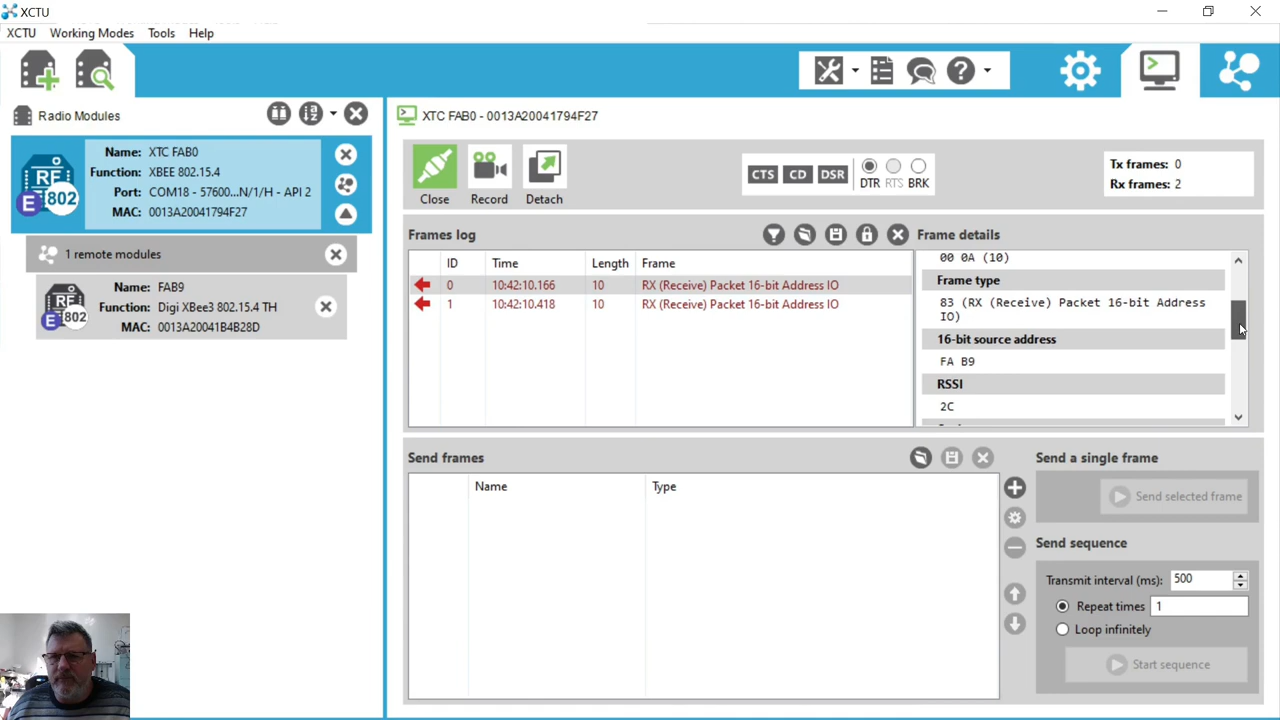 XCTU
XCTU Working Modes Tools Help
Radio Modules
Name: XTC FAB0
Function: XBEE 802.15.4
Port: COM18 - 57600...N/1/H - API 2
MAC: 0013A20041794F27
RF
E 802
1 remote modules
Name: FAB9
Function: Digi XBee3 802.15.4 TH
MAC: 0013A20041B4B28D
RF
E 802
XTC FAB0 - 0013A20041794F27
Close Record Detach
CTS CD DSR DTR RTS BRK
Tx frames: 0
Rx frames: 2
Frames log
ID Time Length Frame
0 10:42:10.166 10 RX (Receive) Packet 16-bit Address IO
1 10:42:10.418 10 RX (Receive) Packet 16-bit Address IO
Frame details
00 0A (10)
Frame type
83 (RX (Receive) Packet 16-bit Address
IO)
16-bit source address
FA B9
RSSI
2C
Send frames
Name Type
Send a single frame
Send selected frame
Send sequence
Transmit interval (ms): 500
Repeat times 1
Loop infinitely
Start sequence